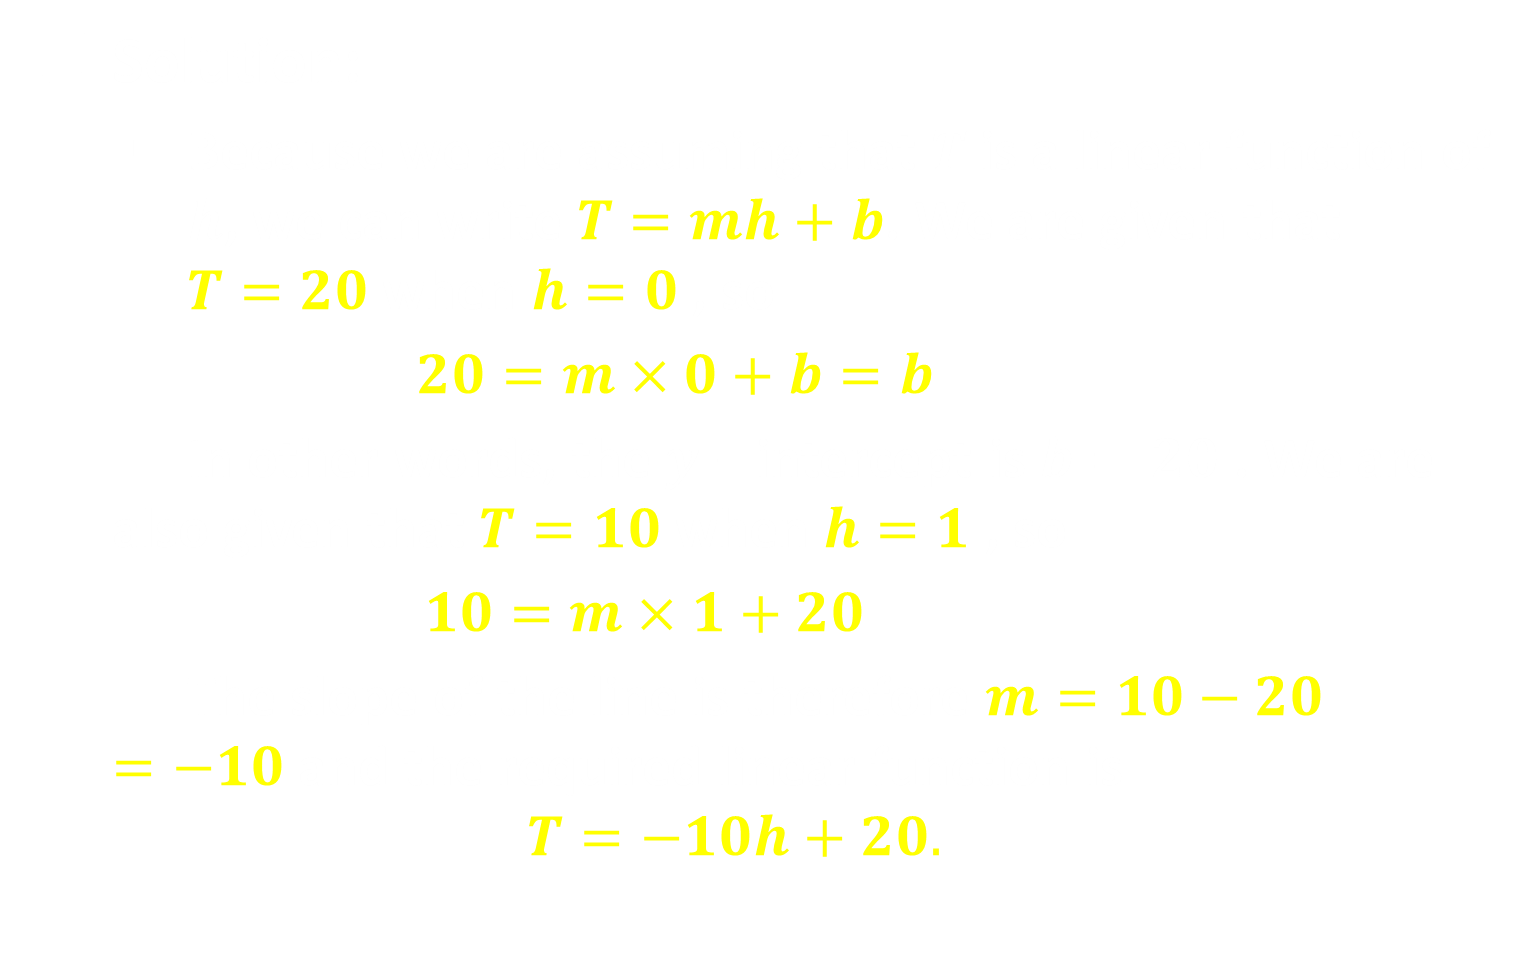 T = mh + b
T = 20 h = 0
20 = m × 0 + b = b
T = 10 h = 1
10 = m × 1 + 20
m = 10 − 20
= −10
T = −10h + 20.